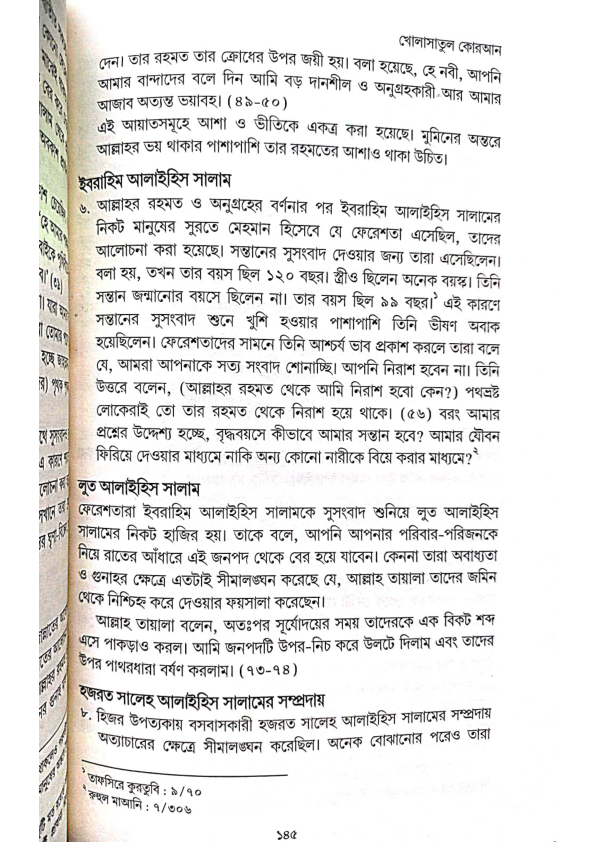 খোলাসাতুল কোরআন
দেন। তার রহমত তার ক্রোধের উপর জয়ী হয়। বলা হয়েছে, হে নবী, আপনি
আমার বান্দাদের বলে দিন আমি বড় দানশীল ও অনুগ্রহকারী আর আমার
আজাব অত্যন্ত ভয়াবহ। (৪৯-৫০)
এই আয়াতসমূহে আশা ও ভীতিকে একত্র করা হয়েছে। মুমিনের অন্তরে
আল্লাহর ভয় থাকার পাশাপাশি তার রহমতের আশাও থাকা উচিত।
ইবরাহিম আলাইহিস সালাম
৬. আল্লাহর রহমত ও অনুগ্রহের বর্ণনার পর ইবরাহিম আলাইহিস সালামের
নিকট মানুষের সুরতে মেহমান হিসেবে যে ফেরেশতা এসেছিল, তাদের
আলোচনা করা হয়েছে। সন্তানের সুসংবাদ দেওয়ার জন্য তারা এসেছিলেন।
বলা হয়, তখন তার বয়স ছিল ১২০ বছর। স্ত্রীও ছিলেন অনেক বয়স্ক। তিনি
সন্তান জন্মানোর বয়সে ছিলেন না। তার বয়স ছিল ৯৯ বছর।১ এই কারণে
সন্তানের সুসংবাদ শুনে খুশি হওয়ার পাশাপাশি তিনি ভীষণ অবাক
হয়েছিলেন। ফেরেশতাদের সামনে তিনি আশ্চর্য ভাব প্রকাশ করলে তারা বলে
যে, আমরা আপনাকে সত্য সংবাদ শোনাচ্ছি। আপনি নিরাশ হবেন না। তিনি
উত্তরে বলেন, (আল্লাহর রহমত থেকে আমি নিরাশ হবো কেন?) পথভ্রষ্ট
লোকেরাই তো তার রহমত থেকে নিরাশ হয়ে থাকে। (৫৬) বরং আমার
প্রশ্নের উদ্দেশ্য হচ্ছে, বৃদ্ধবয়সে কীভাবে আমার সন্তান হবে? আমার যৌবন
ফিরিয়ে দেওয়ার মাধ্যমে নাকি অন্য কোনো নারীকে বিয়ে করার মাধ্যমে?২
লুত আলাইহিস সালাম
ফেরেশতারা ইবরাহিম আলাইহিস সালামকে সুসংবাদ শুনিয়ে লুত আলাইহিস
সালামের নিকট হাজির হয়। তাকে বলে, আপনি আপনার পরিবার-পরিজনকে
নিয়ে রাতের আঁধারে এই জনপদ থেকে বের হয়ে যাবেন। কেননা তারা অবাধ্যতা
ও গুনাহর ক্ষেত্রে এতটাই সীমালঙ্ঘন করেছে যে, আল্লাহ তায়ালা তাদের জমিন
থেকে নিশ্চিহ্ন করে দেওয়ার ফয়সালা করেছেন।
আল্লাহ তায়ালা বলেন, অতঃপর সূর্যোদয়ের সময় তাদেরকে এক বিকট শব্দ
এসে পাকড়াও করল। আমি জনপদটি উপর-নিচ করে উলটে দিলাম এবং তাদের
উপর পাথরধারা বর্ষণ করলাম। (৭৩-৭৪)
হজরত সালেহ আলাইহিস সালামের সম্প্রদায়
৮. হিজর উপত্যকায় বসবাসকারী হজরত সালেহ আলাইহিস সালামের সম্প্রদায়
অত্যাচারের ক্ষেত্রে সীমালঙ্ঘন করেছিল। অনেক বোঝানোর পরেও তারা
১ তাফসিরে কুরতুবি : ৯/৭০
২ রুহুল মাআনি : ৭/৩০৬
১৪৫